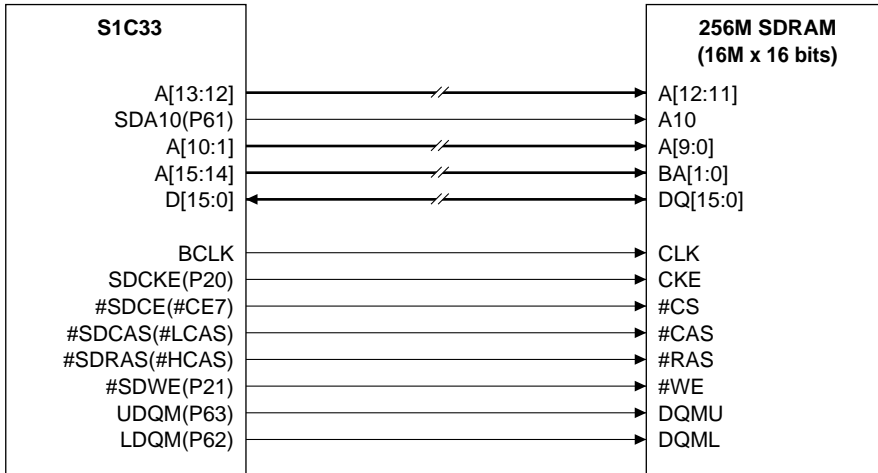 S1C33 256M SDRAM
(16M x 16 bits)
A[13:12] A[12:11]
SDA10(P61) A10
A[10:1] A[9:0]
A[15:14] BA[1:0]
D[15:0] DQ[15:0]
BCLK CLK
SDCKE(P20) CKE
#SDCE(#CE7) #CS
#SDCAS(#LCAS) #CAS
#SDRAS(#HCAS) #RAS
#SDWE(P21) #WE
UDQM(P63) DQMU
LDQM(P62) DQML